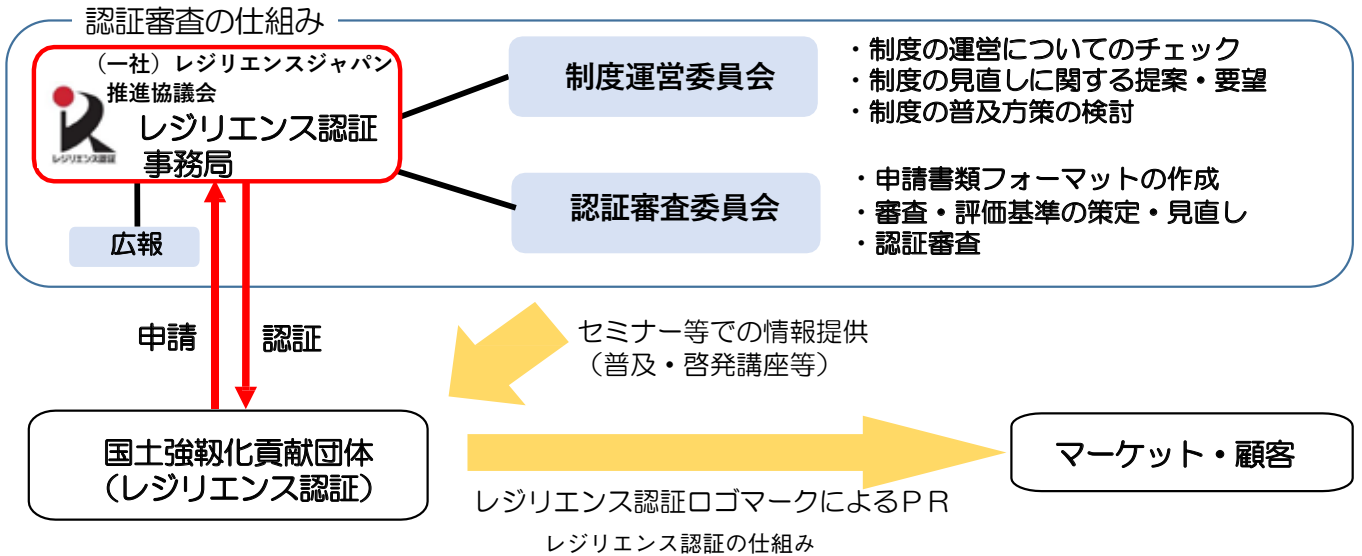 認証審査の仕組み
（一社）レジリエンスジャパン
推進協議会
レジリエンス認証
事務局
レジリエンス認証
広報
制度運営委員会
・制度の運営についてのチェック
・制度の見直しに関する提案・要望
・制度の普及方策の検討
認証審査委員会
・申請書類フォーマットの作成
・審査・評価基準の策定・見直し
・認証審査
申請
認証
セミナー等での情報提供
（普及・啓発講座等）
国土強靱化貢献団体
（レジリエンス認証）
マーケット・顧客
レジリエンス認証ロゴマークによるＰＲ
レジリエンス認証の仕組み